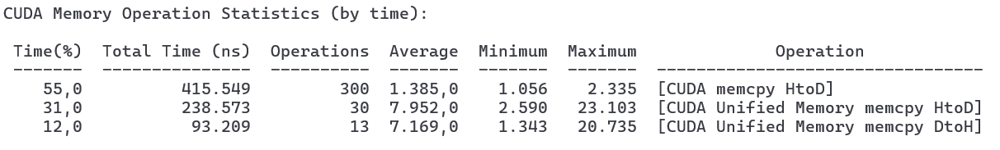 CUDA Memory Operation Statistics (by time):
Time(%)  Total Time (ns)  Operations  Average  Minimum  Maximum              Operation
-------  ---------------  ----------  -------  -------  -------  ---------------------------------
   55,0          415.549         300  1.385,0    1.056    2.335  [CUDA memcpy HtoD]
   31,0          238.573          30  7.952,0    2.590   23.103  [CUDA Unified Memory memcpy HtoD]
   12,0           93.209          13  7.169,0    1.343   20.735  [CUDA Unified Memory memcpy DtoH]